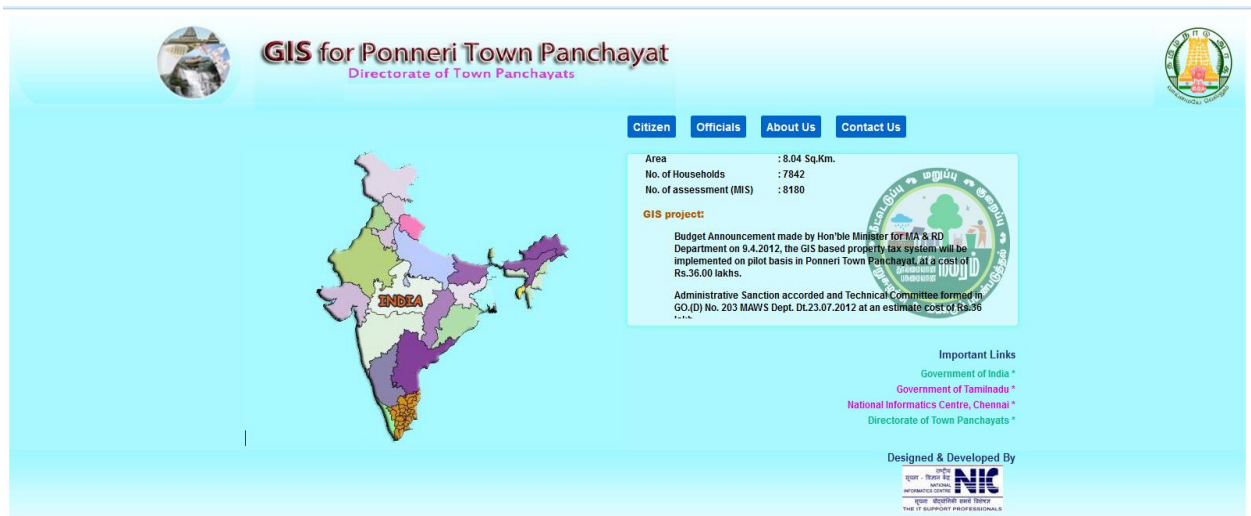 GIS for Ponneri Town Panchayat
Directorate of Town Panchayats
Citizen Officials About Us Contact Us
Area : 8.04 Sq.Km.
No. of Households : 7842
No. of assessment (MIS) : 8180
GIS project:
Budget Announcement made by Hon'ble Minister for MA & RD
Department on 9.4.2012, the GIS based property tax system will be
implemented on pilot basis in Ponneri Town Panchayat, at a cost of
Rs.36.00 lakhs.
Administrative Sanction accorded and Technical Committee formed in
GO.(D) No. 203 MAWS Dept. Dt.23.07.2012 at an estimate cost of Rs.36
மறுப்பு
குறைப்பு
INDIA
Important Links
Government of India *
Government of Tamilnadu *
National Informatics Centre, Chennai *
Directorate of Town Panchayats *
Designed & Developed By
राष्ट्रीय
सूचना - विज्ञान केंद्र
NATIONAL
INFORMATICS CENTRE
NIC
THE IT SUPPORT PROFESSIONALS